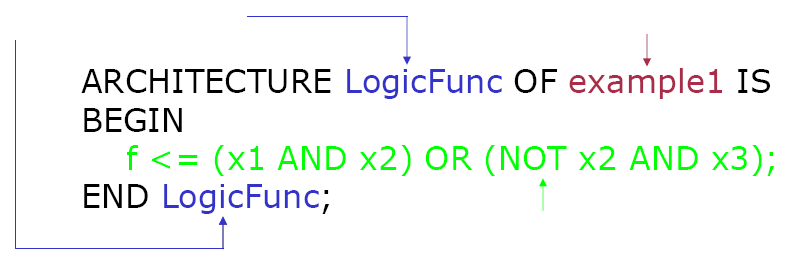 ARCHITECTURE LogicFunc OF example1 IS
BEGIN
f <= (x1 AND x2) OR (NOT x2 AND x3);
END LogicFunc;